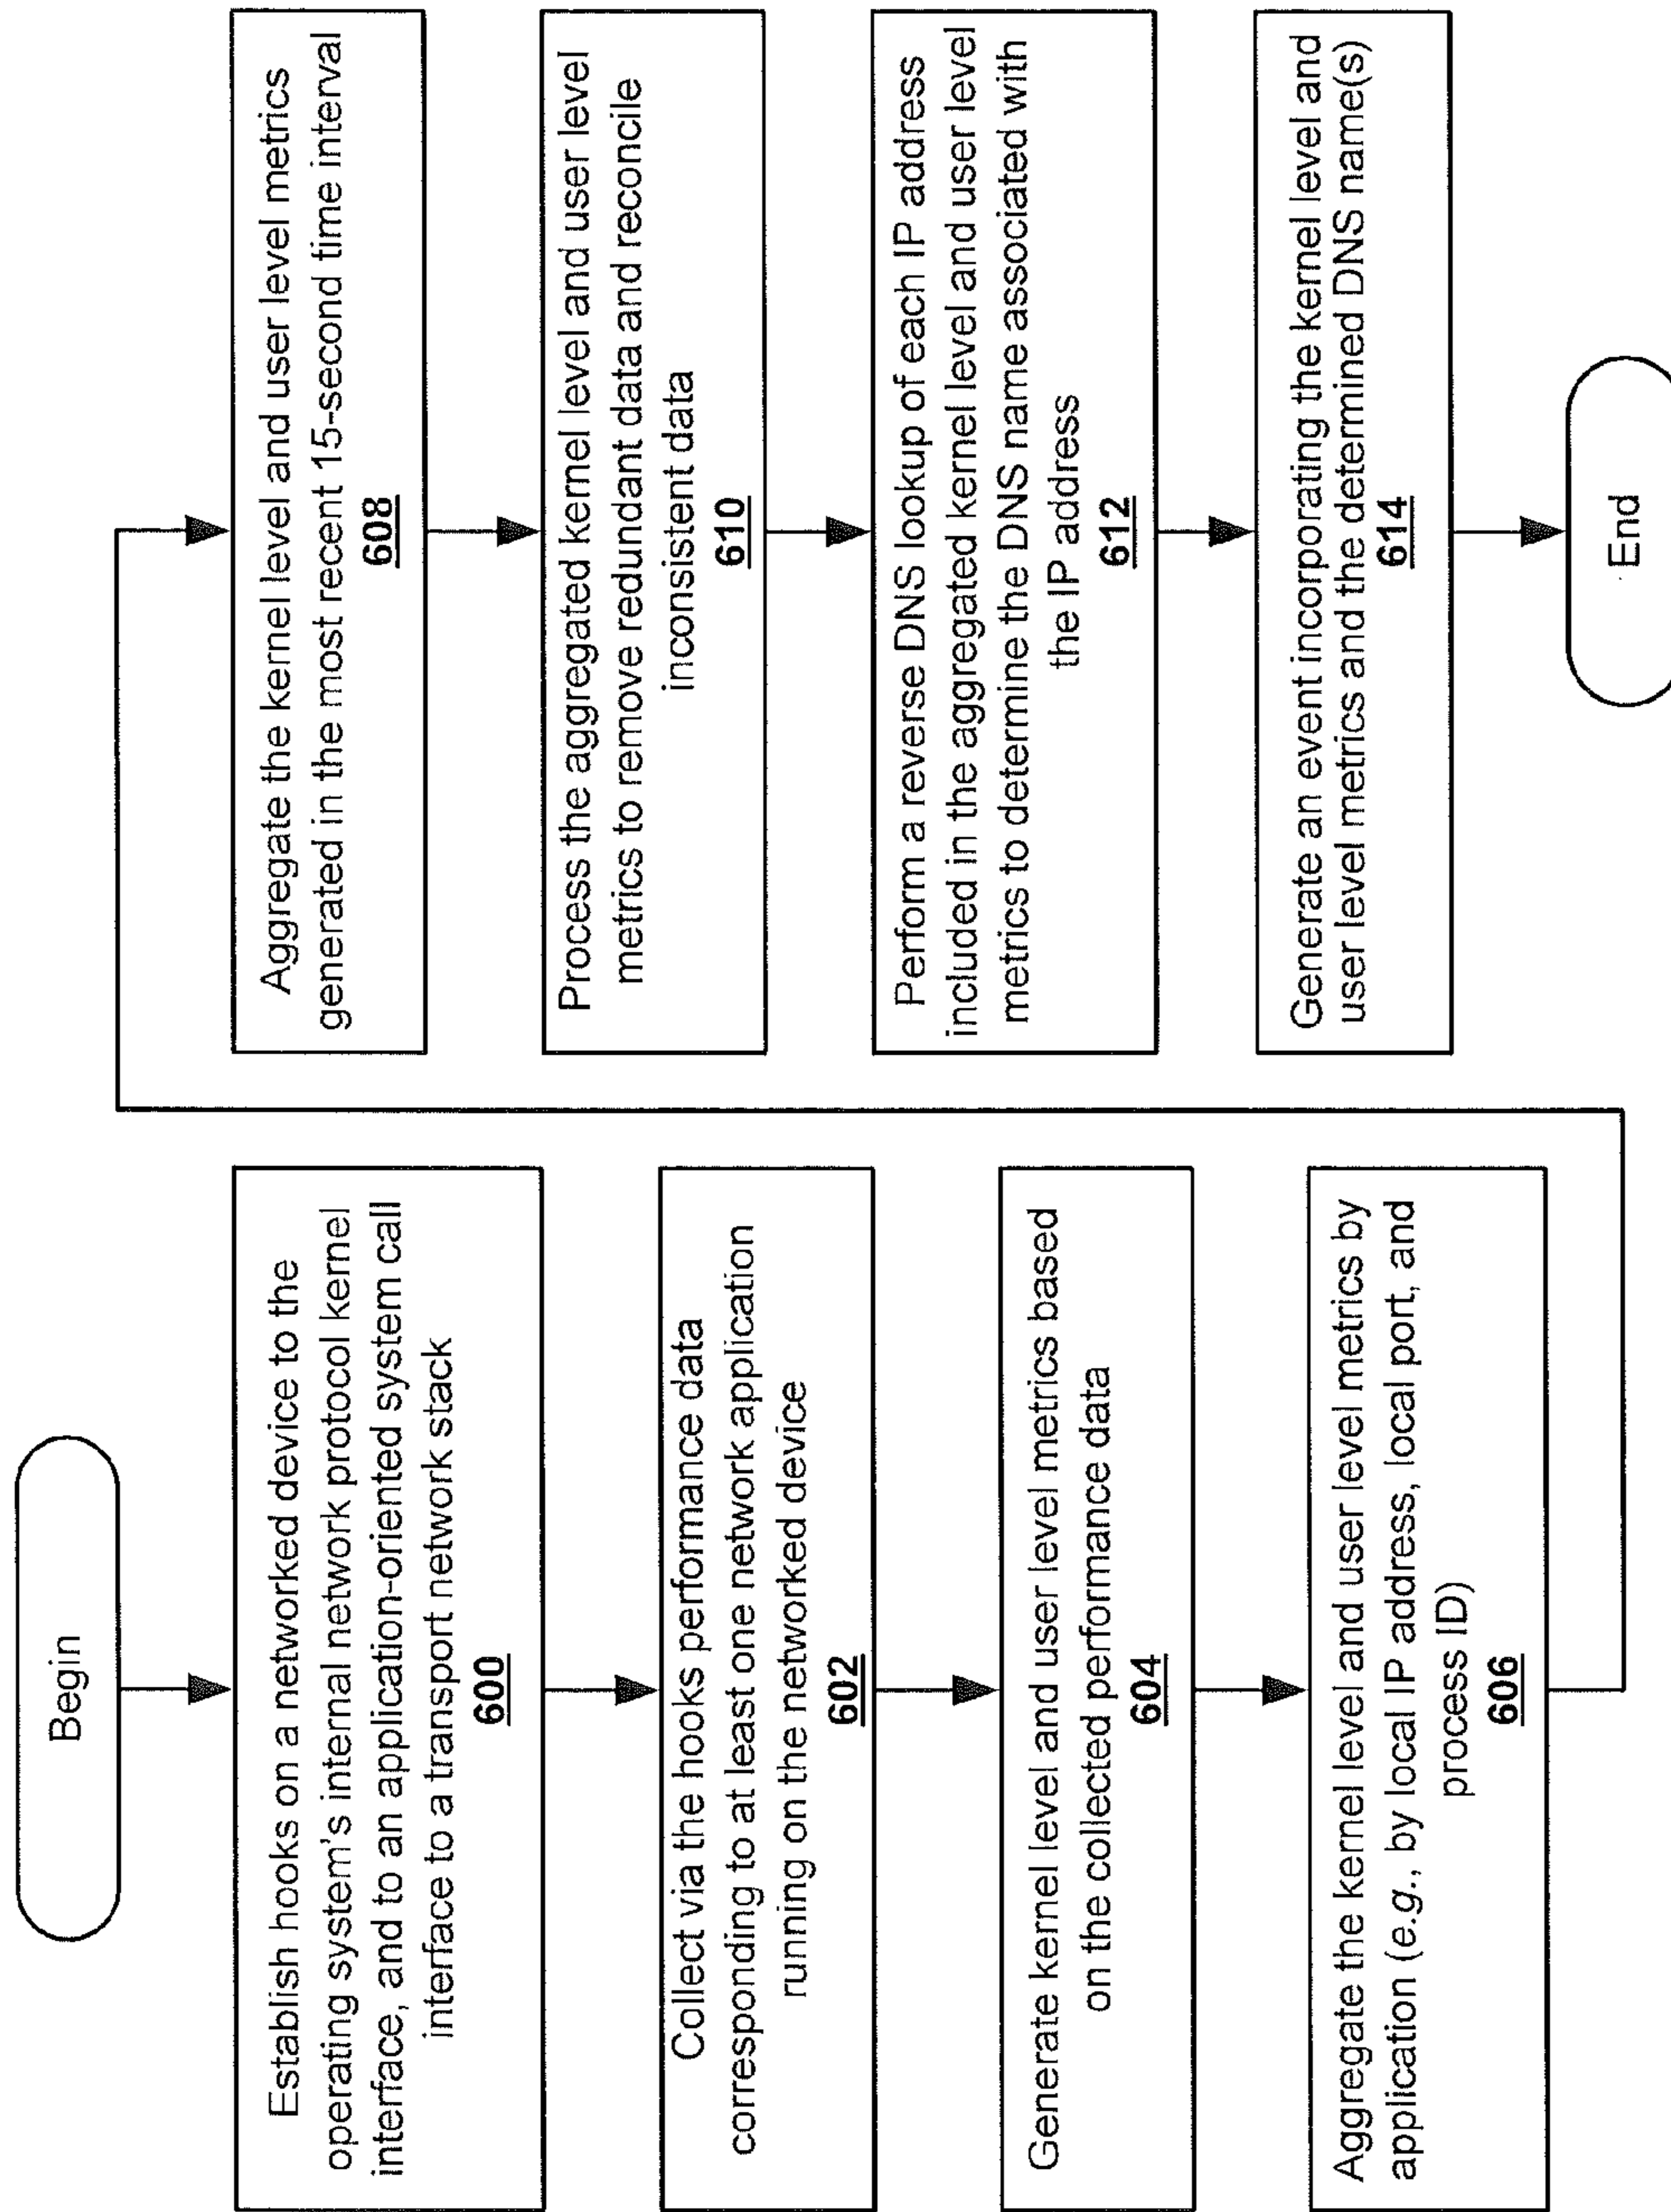 Begin
Establish hooks on a networked device to the
operating system's internal network protocol kernel
interface, and to an application-oriented system call
interface to a transport network stack
600
Collect via the hooks performance data
corresponding to at least one network application
running on the networked device
602
Generate kernel level and user level metrics based
on the collected performance data
604
Aggregate the kernel level and user level metrics by
application (e.g., by local IP address, local port, and
process ID)
606
Aggregate the kernel level and user level metrics
generated in the most recent 15-second time interval
608
Process the aggregated kernel level and user level
metrics to remove redundant data and reconcile
inconsistent data
610
Perform a reverse DNS lookup of each IP address
included in the aggregated kernel level and user level
metrics to determine the DNS name associated with
the IP address
612
Generate an event incorporating the kernel level and
user level metrics and the determined DNS name(s)
614
End